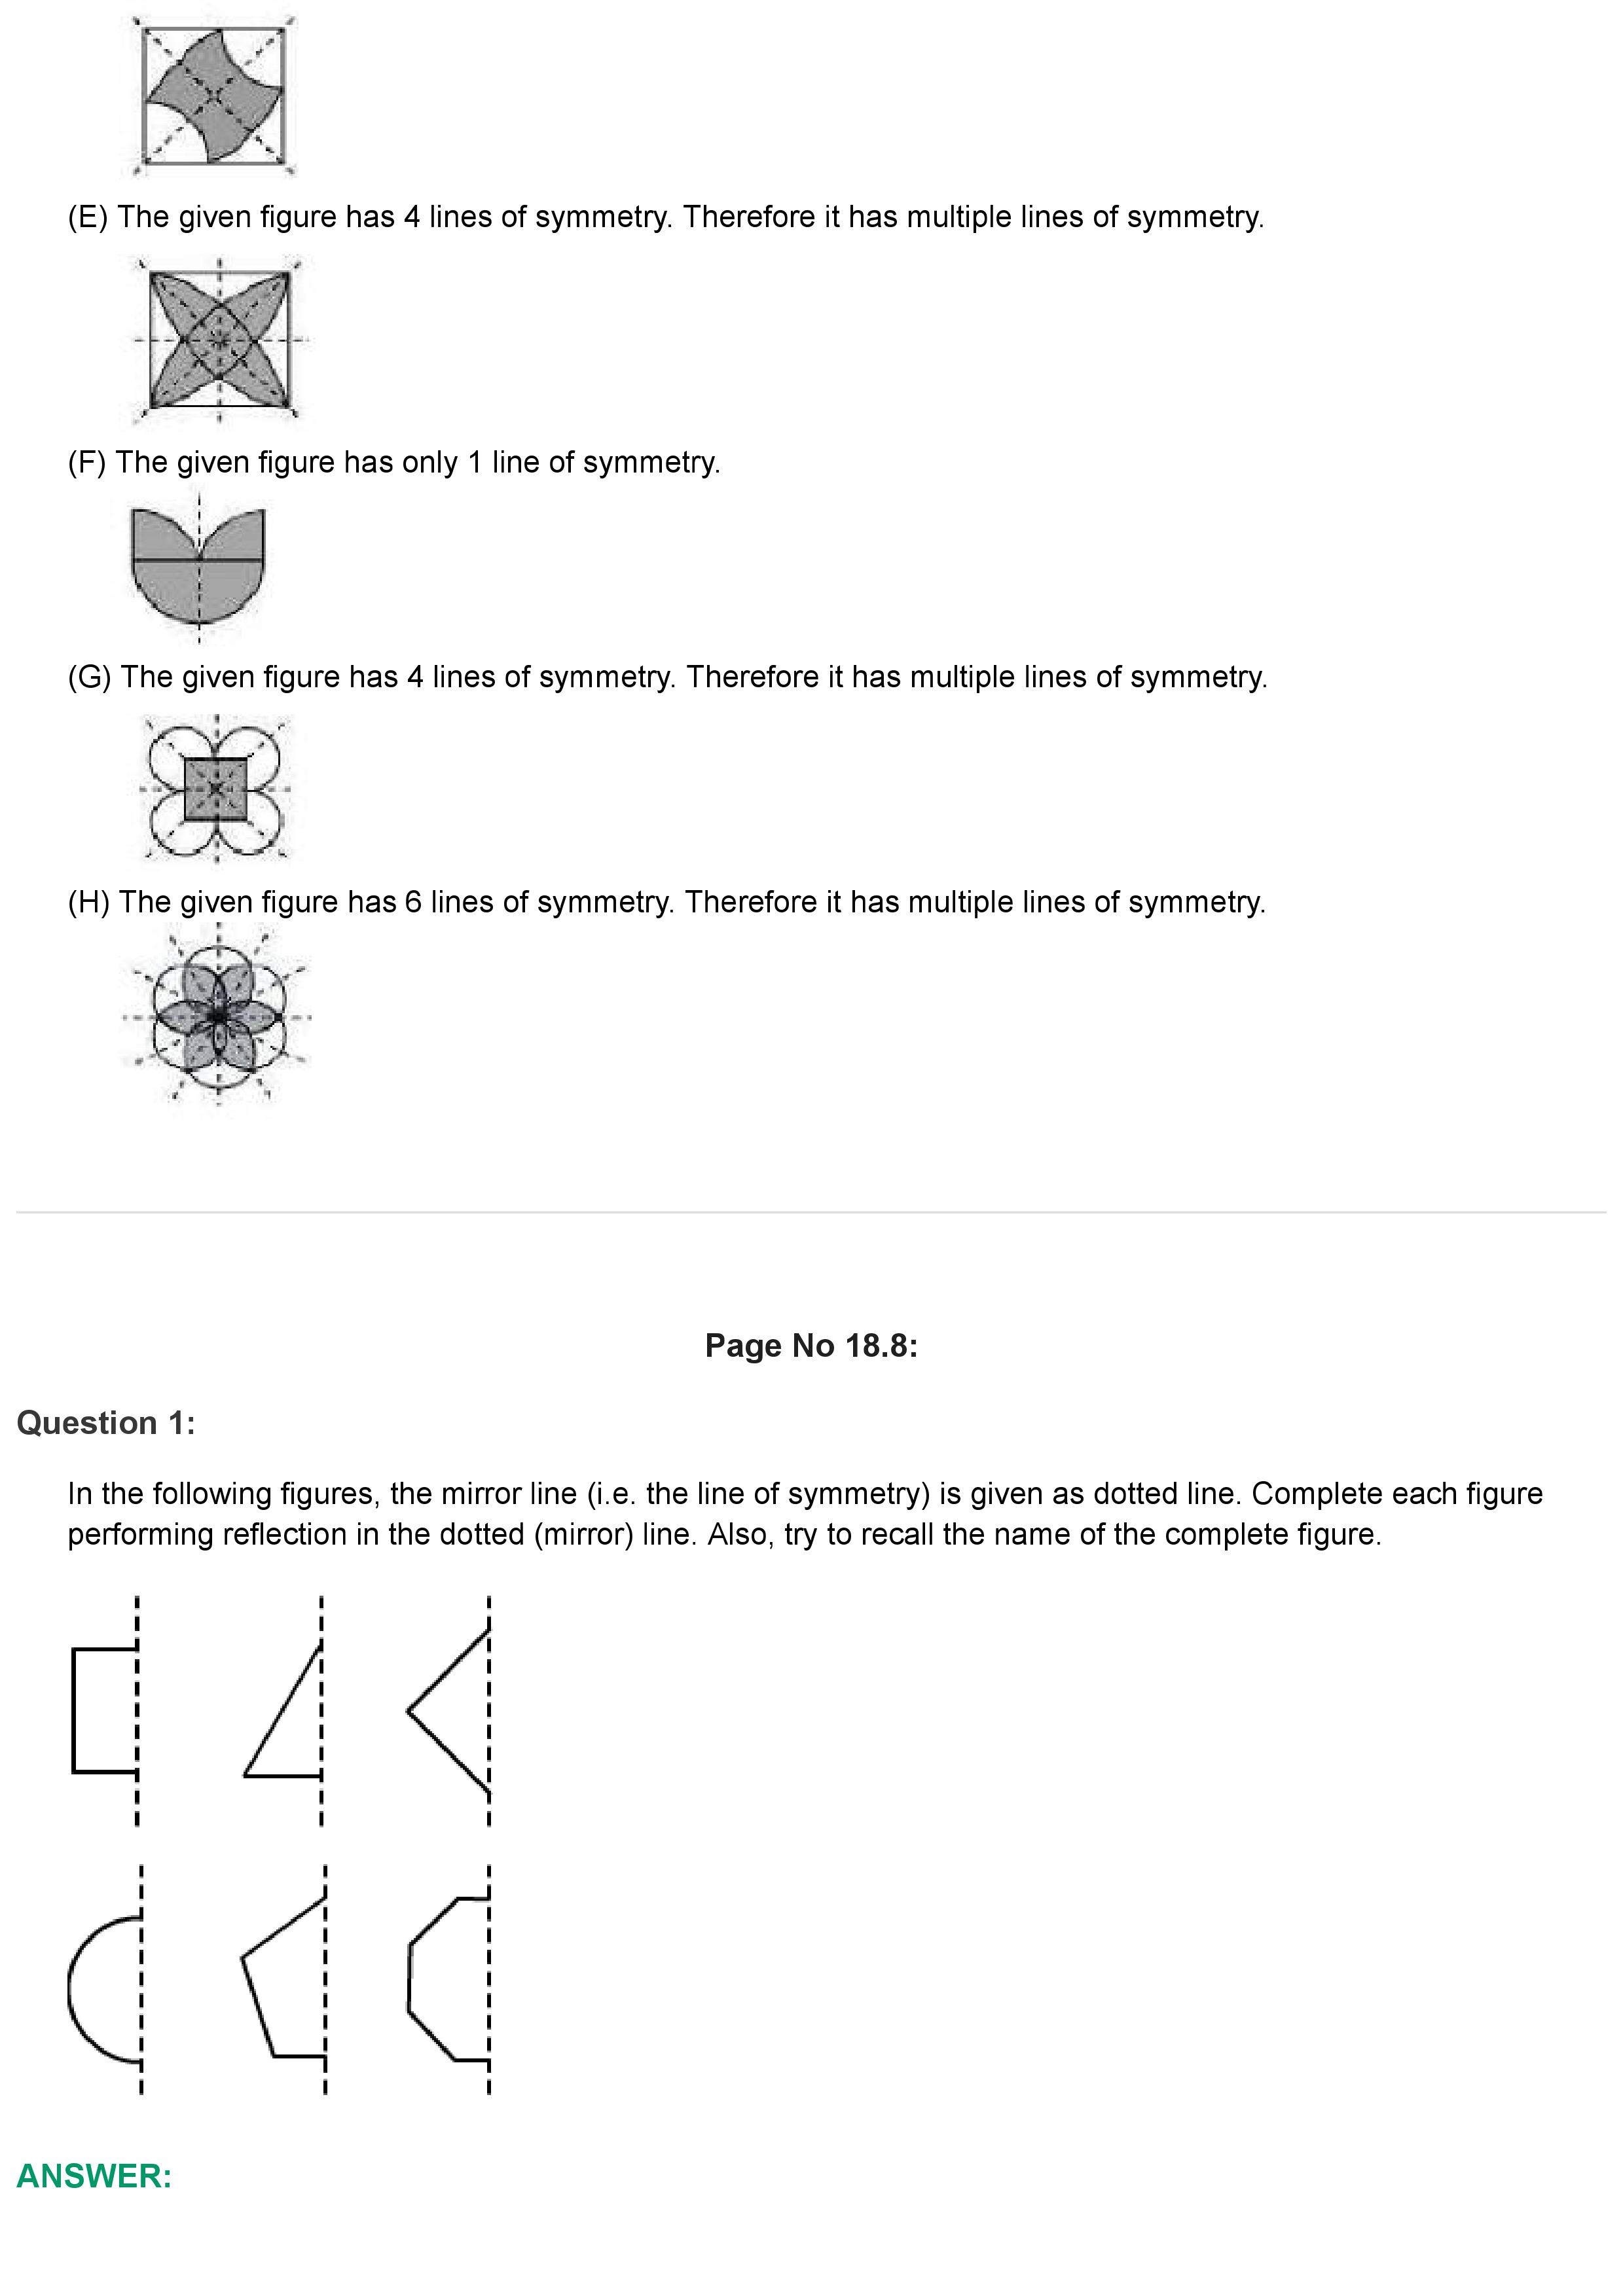 (E) The given figure has 4 lines of symmetry. Therefore it has multiple lines of symmetry.
(F) The given figure has only 1 line of symmetry.
(G) The given figure has 4 lines of symmetry. Therefore it has multiple lines of symmetry.
(H) The given figure has 6 lines of symmetry. Therefore it has multiple lines of symmetry.
Page No 18.8:
Question 1:
In the following figures, the mirror line (i.e. the line of symmetry) is given as dotted line. Complete each figure
performing reflection in the dotted (mirror) line. Also, try to recall the name of the complete figure.
ANSWER: